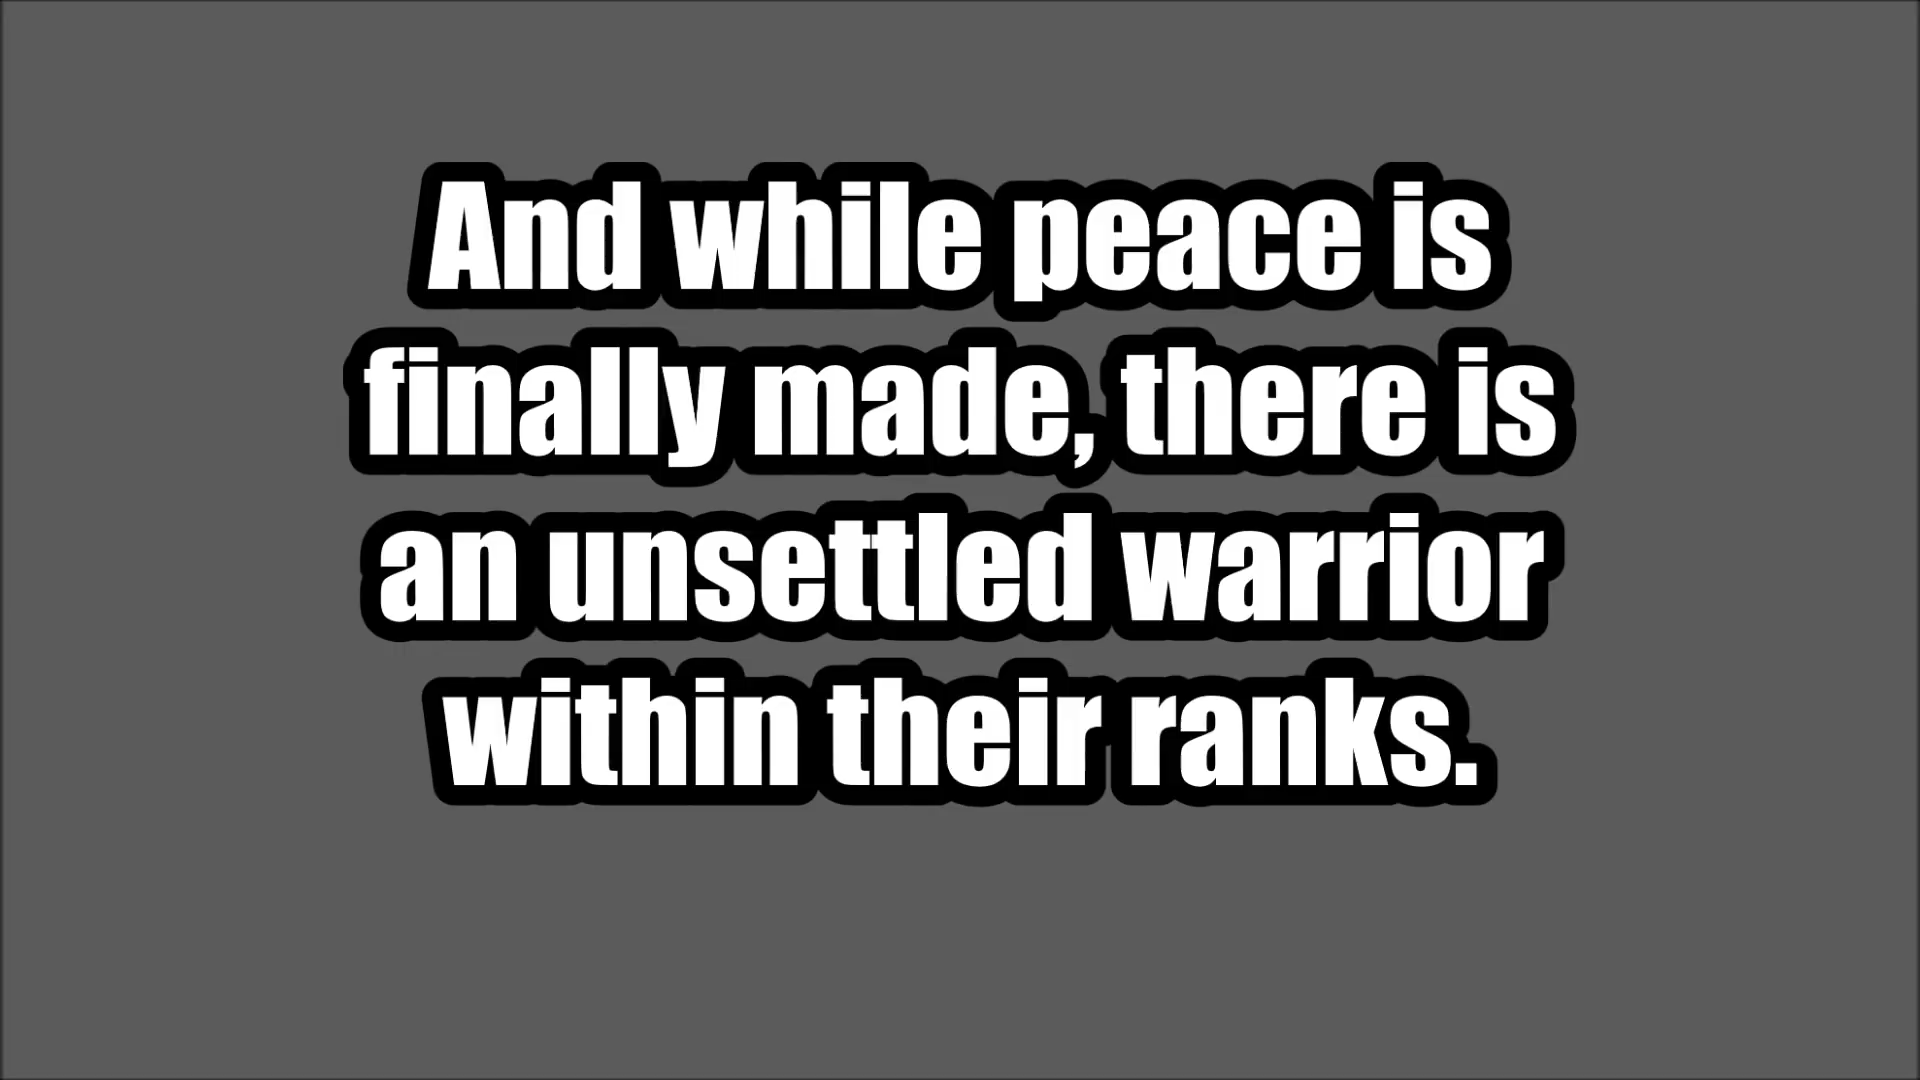 And while peace is
finally made, there is
an unsettled warrior
within their ranks.